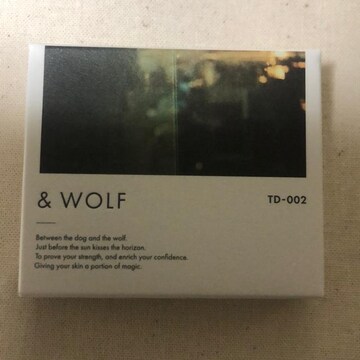 & WOLF
TD-002
Between the dog and the wolf.
Just before the sun kisses the horizon.
To prove your strength, and enrich your confidence.
Giving your skin a portion of magic.